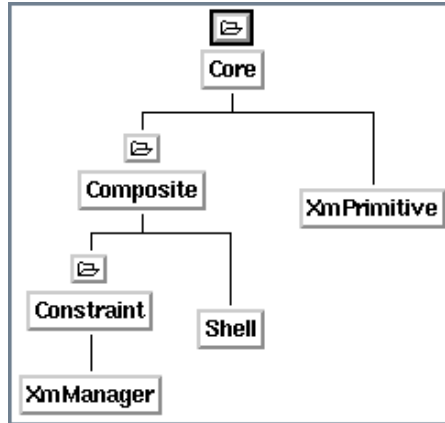 Core
Composite
XmPrimitive
Constraint
Shell
XmManager